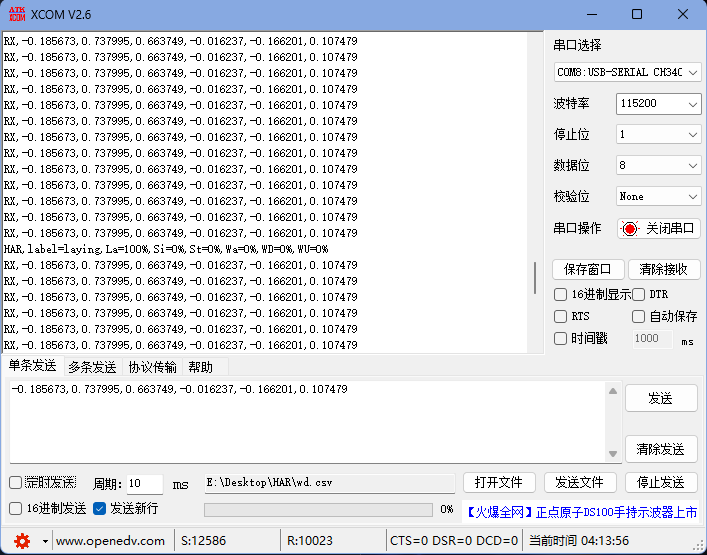 ATK
XCOM XCOM V2.6
RX,-0.185673,0.737995,0.663749,-0.016237,-0.166201,0.107479
RX,-0.185673,0.737995,0.663749,-0.016237,-0.166201,0.107479
RX,-0.185673,0.737995,0.663749,-0.016237,-0.166201,0.107479
RX,-0.185673,0.737995,0.663749,-0.016237,-0.166201,0.107479
RX,-0.185673,0.737995,0.663749,-0.016237,-0.166201,0.107479
RX,-0.185673,0.737995,0.663749,-0.016237,-0.166201,0.107479
RX,-0.185673,0.737995,0.663749,-0.016237,-0.166201,0.107479
RX,-0.185673,0.737995,0.663749,-0.016237,-0.166201,0.107479
RX,-0.185673,0.737995,0.663749,-0.016237,-0.166201,0.107479
RX,-0.185673,0.737995,0.663749,-0.016237,-0.166201,0.107479
RX,-0.185673,0.737995,0.663749,-0.016237,-0.166201,0.107479
RX,-0.185673,0.737995,0.663749,-0.016237,-0.166201,0.107479
RX,-0.185673,0.737995,0.663749,-0.016237,-0.166201,0.107479
HAR,label=laying,La=100%,Si=0%,St=0%,Wa=0%,WD=0%,WU=0%
RX,-0.185673,0.737995,0.663749,-0.016237,-0.166201,0.107479
RX,-0.185673,0.737995,0.663749,-0.016237,-0.166201,0.107479
RX,-0.185673,0.737995,0.663749,-0.016237,-0.166201,0.107479
RX,-0.185673,0.737995,0.663749,-0.016237,-0.166201,0.107479
RX,-0.185673,0.737995,0.663749,-0.016237,-0.166201,0.107479
RX,-0.185673,0.737995,0.663749,-0.016237,-0.166201,0.107479
串口选择
COM8:USB-SERIAL CH340
波特率 115200
停止位 1
数据位 8
校验位 None
串口操作 关闭串口
保存窗口 清除接收
16进制显示 DTR
RTS 自动保存
时间戳 1000 ms
单条发送 多条发送 协议传输 帮助
-0.185673,0.737995,0.663749,-0.016237,-0.166201,0.107479
发送
清除发送
定时发送 周期: 10 ms E:\Desktop\HAR\wd.csv 打开文件 发送文件 停止发送
16进制发送 发送新行 0% 【火爆全网】正点原子DS100手持示波器上市
www.openedv.com S:12586 R:10023 CTS=0 DSR=0 DCD=0 当前时间 04:13:56